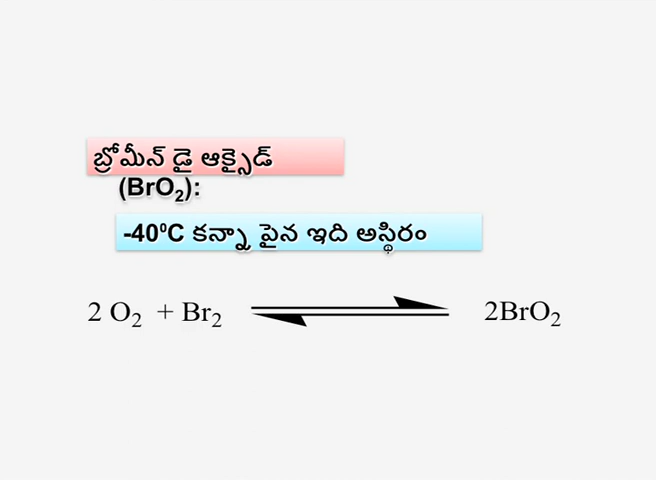 బ్రోమీన్ డై ఆక్సైడ్
(BrO₂):
-40⁰C కన్నా పైన ఇది అస్థిరం
2 O₂ + Br₂ ⇌ 2BrO₂